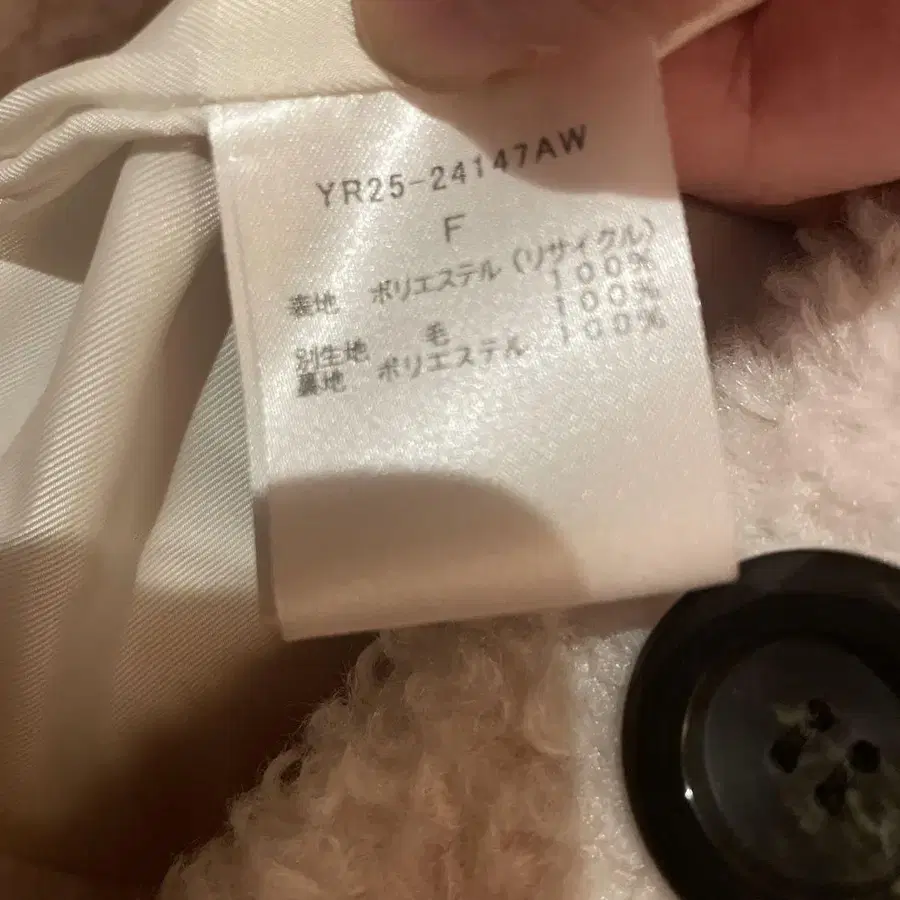 YR25-24147AW
F
表地 ポリエステル(リサイクル)
100%
別生地 毛 100%
裏地 ポリエステル 100%